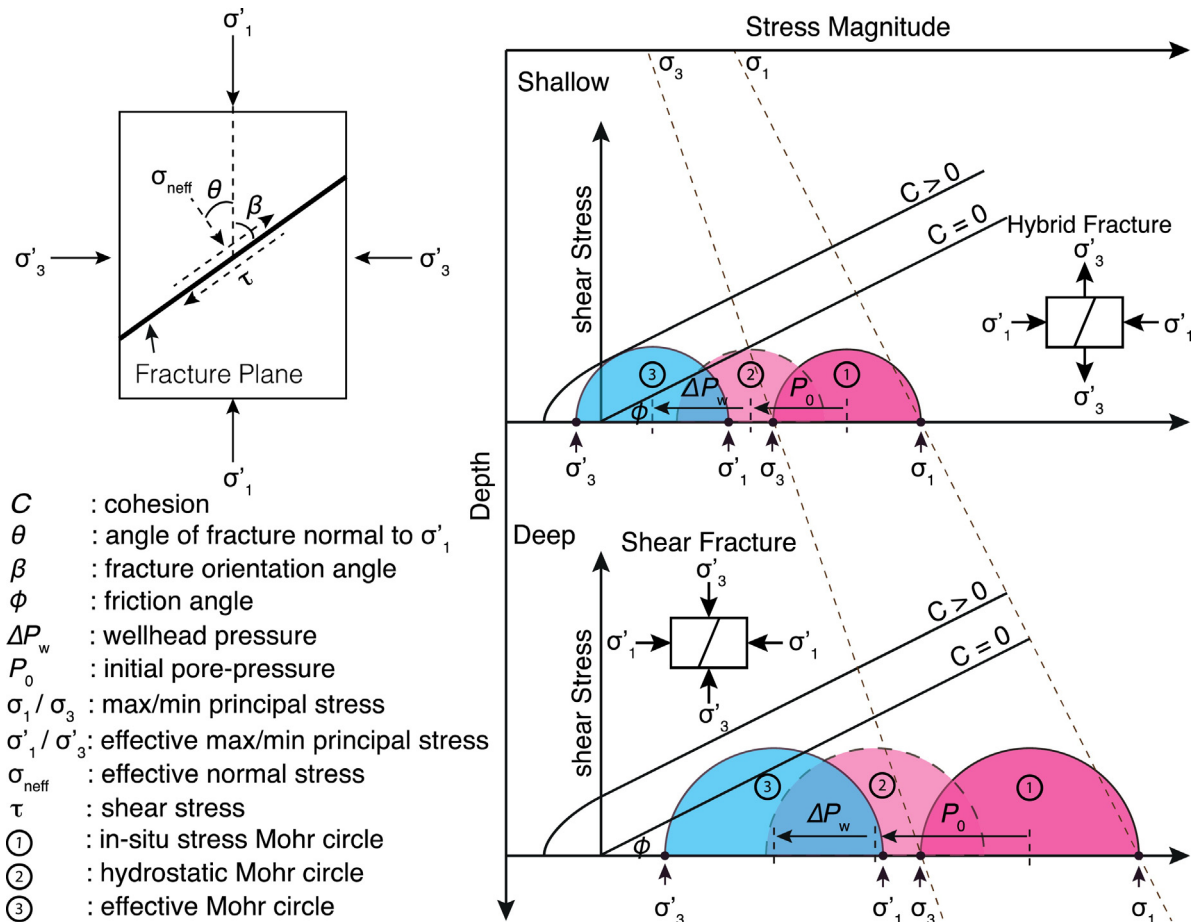 σ'1
σneff
θ
β
σ'3
σ'3
τ
Fracture Plane
σ'1
C : cohesion
θ : angle of fracture normal to σ'1
β : fracture orientation angle
ϕ : friction angle
ΔPw : wellhead pressure
P0 : initial pore-pressure
σ1 / σ3 : max/min principal stress
σ'1 / σ'3 : effective max/min principal stress
σneff : effective normal stress
τ : shear stress
① : in-situ stress Mohr circle
② : hydrostatic Mohr circle
③ : effective Mohr circle
Stress Magnitude
σ3 σ1
Shallow
shear Stress
C > 0
C = 0
Hybrid Fracture
σ'3
σ'1 σ'1
σ'3
③ ② ①
ΔPw P0
ϕ
σ'3 σ'1 σ3 σ1
Depth
Deep
Shear Fracture
σ'3
σ'1 σ'1
σ'3
shear Stress
C > 0
C = 0
③ ② ①
ΔPw P0
ϕ
σ'3 σ'1 σ3 σ1